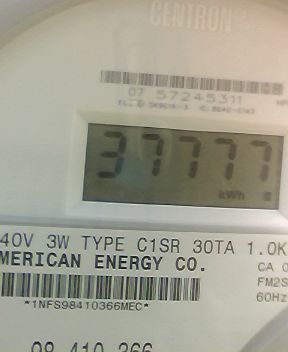 CENTRON
07 57245311
37777
kWh
40V 3W TYPE C1SR 30TA 1.0K
MERICAN ENERGY CO.
CA 0
FM2S
60Hz
*1NFS98410366MEC*
98 410 366